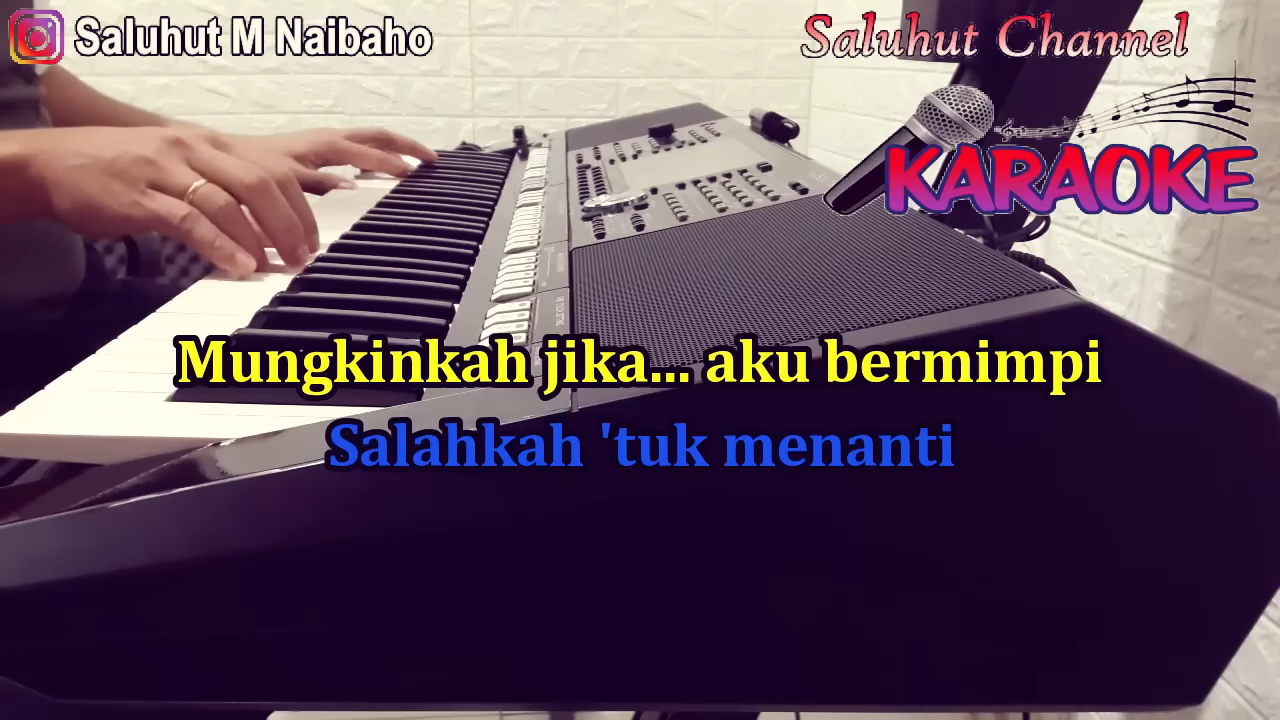 Saluhut M Naibaho
Saluhut Channel
KARAOKE
Mungkinkah jika... aku bermimpi
Salahkah 'tuk menanti